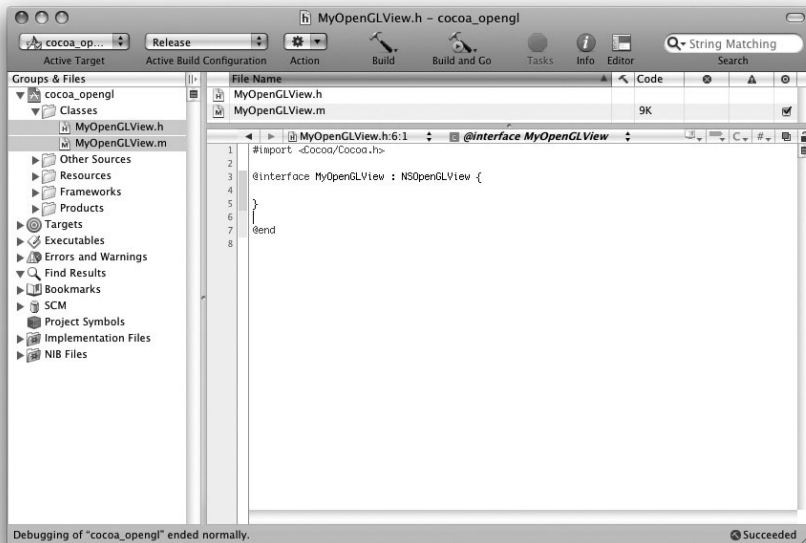 MyOpenGLView.h – cocoa_opengl
cocoa_op... Release
Active Target Active Build Configuration Action Build Build and Go Tasks Info Editor Search
String Matching
Groups & Files
cocoa_opengl
Classes
MyOpenGLView.h
MyOpenGLView.m
Other Sources
Resources
Frameworks
Products
Targets
Executables
Errors and Warnings
Find Results
Bookmarks
SCM
Project Symbols
Implementation Files
NIB Files
File Name Code
MyOpenGLView.h
MyOpenGLView.m 9K
MyOpenGLView.h:6:1 @interface MyOpenGLView C #
1 #import <Cocoa/Cocoa.h>
2
3 @interface MyOpenGLView : NSOpenGLView {
4
5 }
6
7 @end
8
Debugging of "cocoa_opengl" ended normally. Succeeded